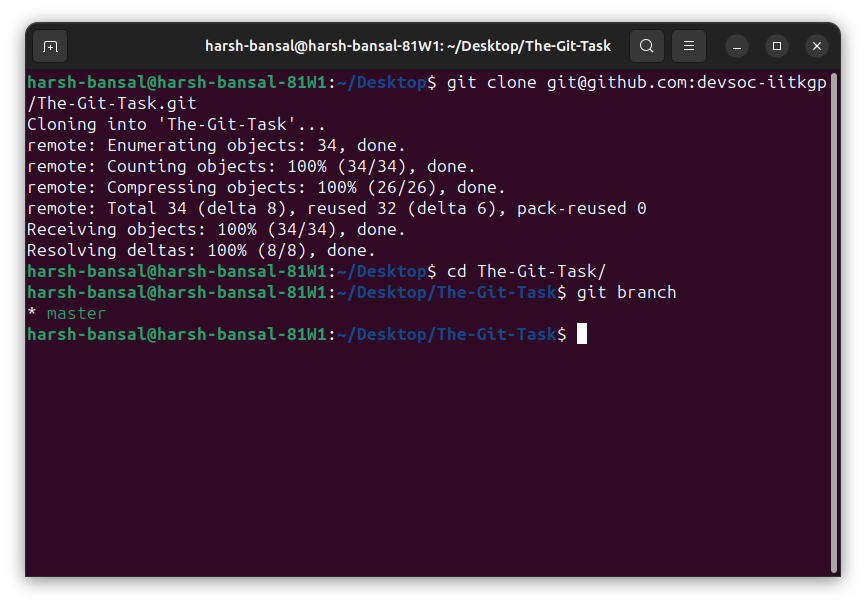 harsh-bansal@harsh-bansal-81W1: ~/Desktop/The-Git-Task
harsh-bansal@harsh-bansal-81W1:~/Desktop$ git clone git@github.com:devsoc-iitkgp
/The-Git-Task.git
Cloning into 'The-Git-Task'...
remote: Enumerating objects: 34, done.
remote: Counting objects: 100% (34/34), done.
remote: Compressing objects: 100% (26/26), done.
remote: Total 34 (delta 8), reused 32 (delta 6), pack-reused 0
Receiving objects: 100% (34/34), done.
Resolving deltas: 100% (8/8), done.
harsh-bansal@harsh-bansal-81W1:~/Desktop$ cd The-Git-Task/
harsh-bansal@harsh-bansal-81W1:~/Desktop/The-Git-Task$ git branch
* master
harsh-bansal@harsh-bansal-81W1:~/Desktop/The-Git-Task$